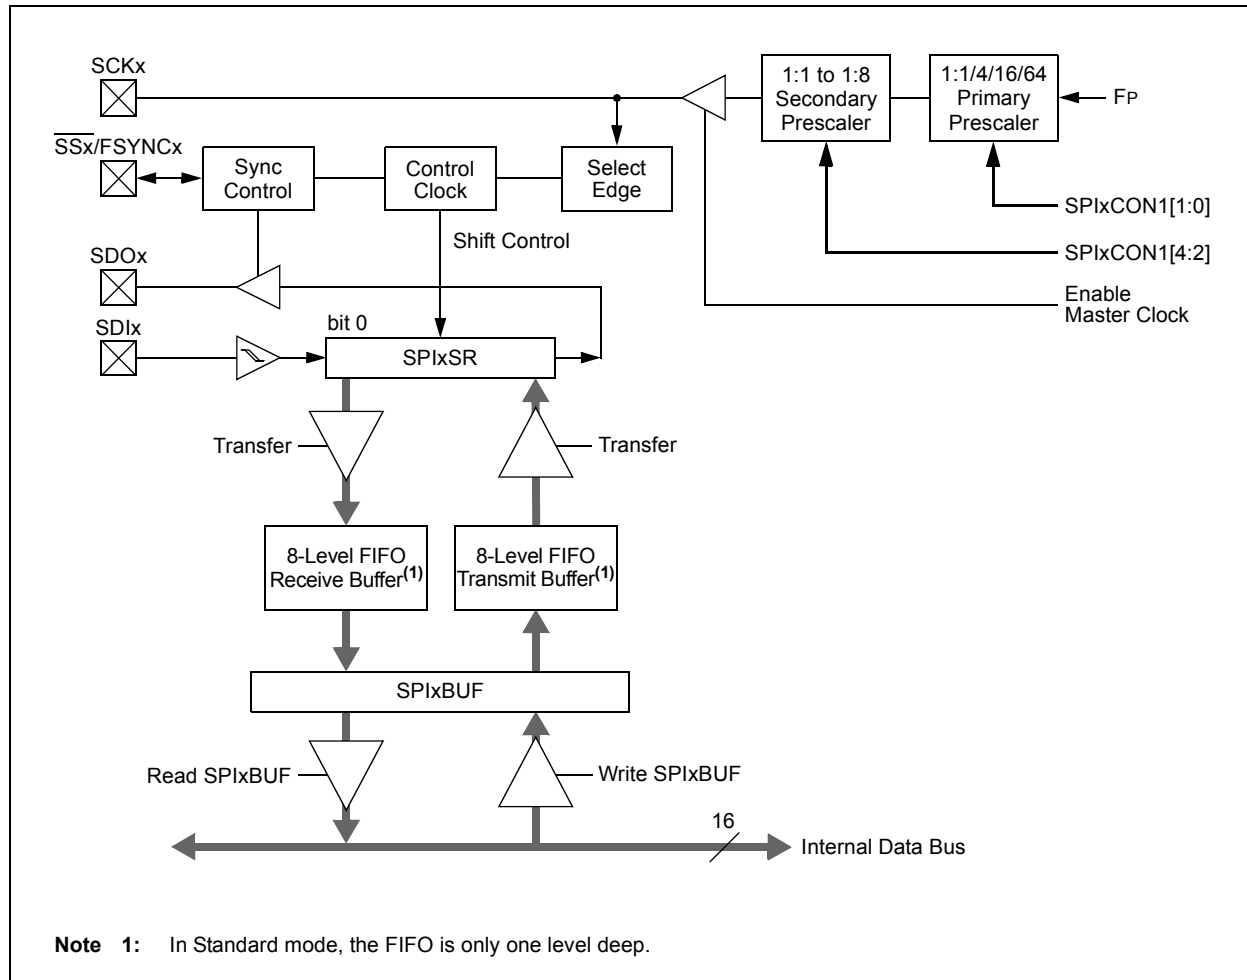 SCKx
1:1 to 1:8
Secondary
Prescaler
1:1/4/16/64
Primary
Prescaler
FP
SSx/FSYNCx
Sync
Control
Control
Clock
Select
Edge
SPIxCON1[1:0]
Shift Control
SPIxCON1[4:2]
SDOx
Enable
Master Clock
SDIx
bit 0
SPIxSR
Transfer
Transfer
8-Level FIFO
Receive Buffer(1)
8-Level FIFO
Transmit Buffer(1)
SPIxBUF
Read SPIxBUF
Write SPIxBUF
16
Internal Data Bus
Note 1: In Standard mode, the FIFO is only one level deep.